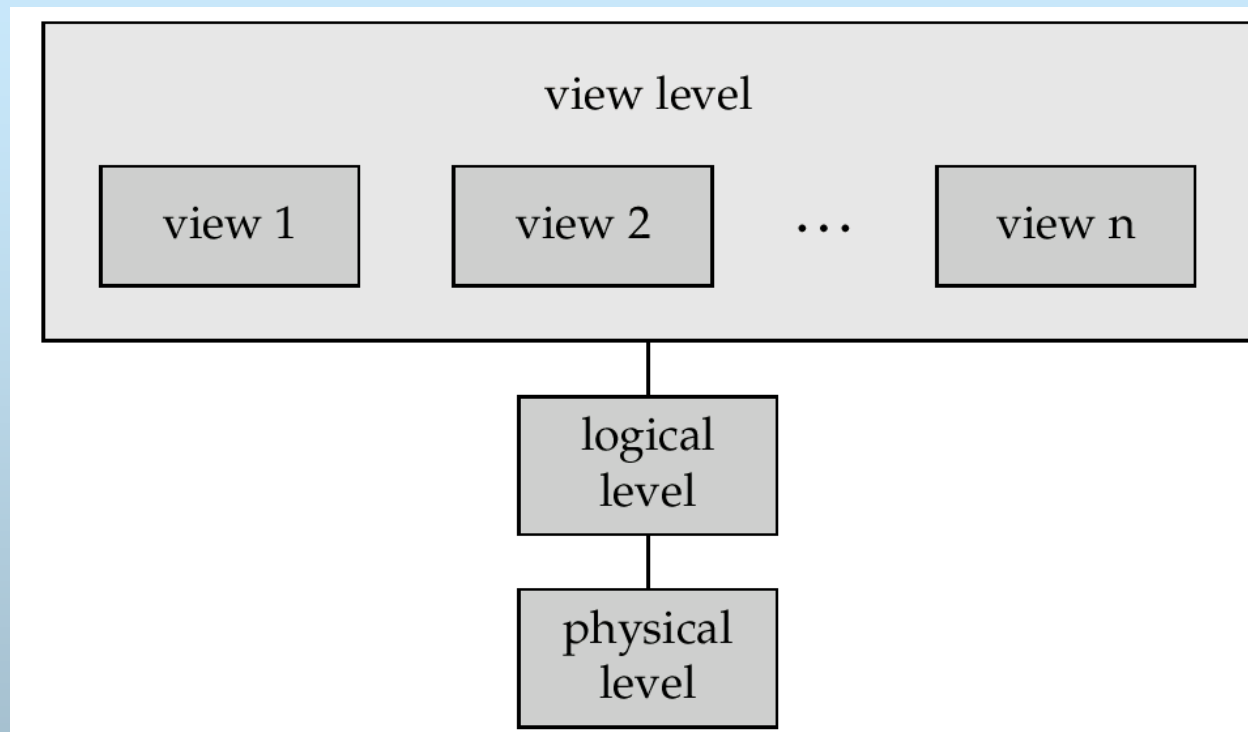 view level
view 1
view 2
...
view n
logical
level
physical
level